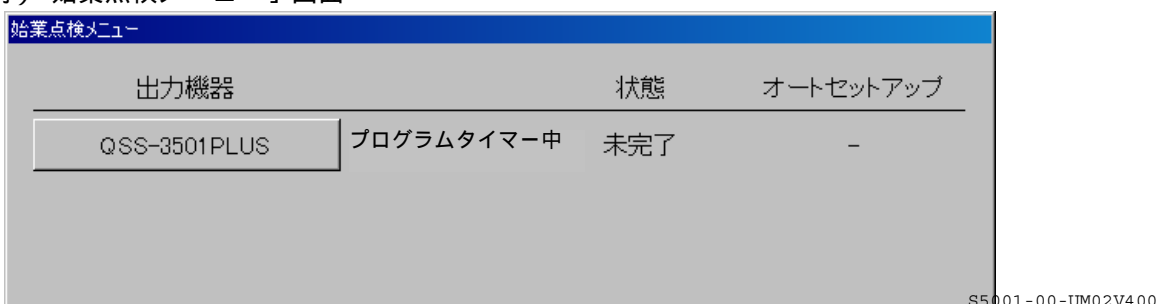 始業点検メニュー
出力機器 状態 オートセットアップ
QSS-3501PLUS プログラムタイマー中 未完了 -
S5001-00-UM02V400